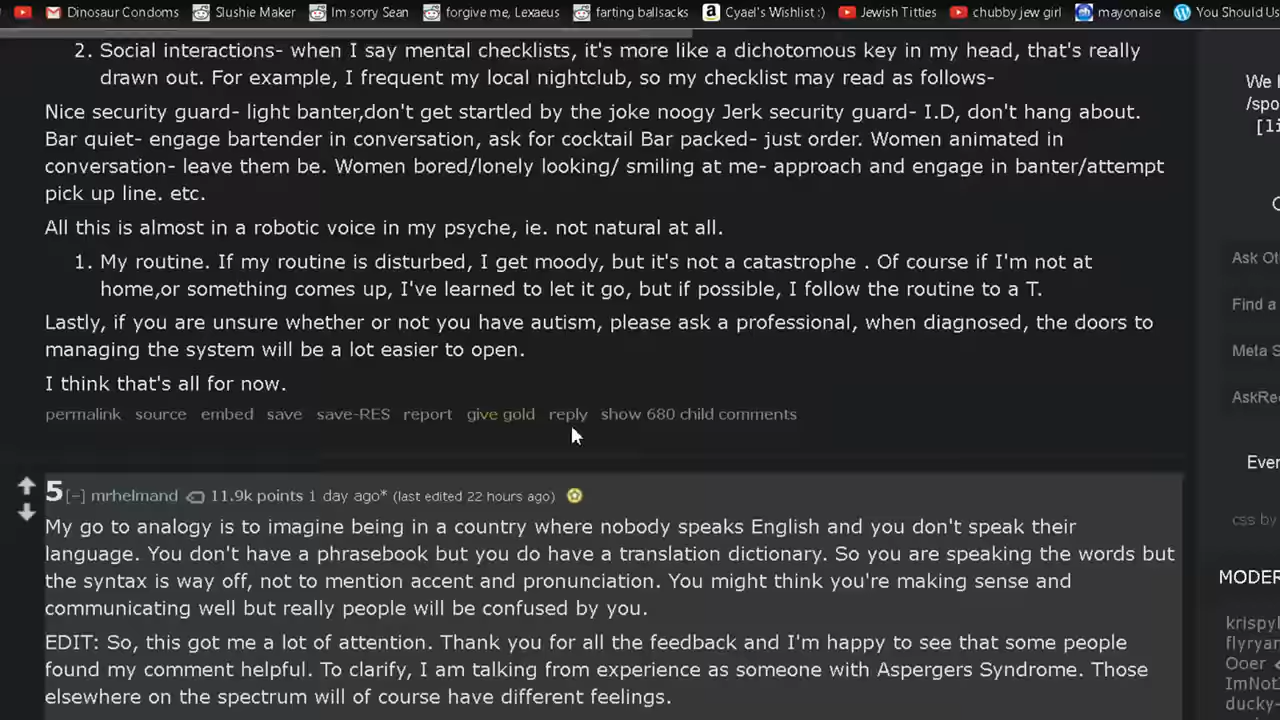 Dinosaur Condoms Slushie Maker Im sorry Sean forgive me, Lexaeus farting ballsacks Cyael's Wishlist :) Jewish Titties chubby jew girl mayonaise You Should Us
2. Social interactions- when I say mental checklists, it's more like a dichotomous key in my head, that's really
drawn out. For example, I frequent my local nightclub, so my checklist may read as follows-
Nice security guard- light banter,don't get startled by the joke noogy Jerk security guard- I.D, don't hang about.
Bar quiet- engage bartender in conversation, ask for cocktail Bar packed- just order. Women animated in
conversation- leave them be. Women bored/lonely looking/ smiling at me- approach and engage in banter/attempt
pick up line. etc.
All this is almost in a robotic voice in my psyche, ie. not natural at all.
1. My routine. If my routine is disturbed, I get moody, but it's not a catastrophe . Of course if I'm not at
home,or something comes up, I've learned to let it go, but if possible, I follow the routine to a T.
Lastly, if you are unsure whether or not you have autism, please ask a professional, when diagnosed, the doors to
managing the system will be a lot easier to open.
I think that's all for now.
permalink source embed save save-RES report give gold reply show 680 child comments
5 [–] mrhelmand 11.9k points 1 day ago* (last edited 22 hours ago)
My go to analogy is to imagine being in a country where nobody speaks English and you don't speak their
language. You don't have a phrasebook but you do have a translation dictionary. So you are speaking the words but
the syntax is way off, not to mention accent and pronunciation. You might think you're making sense and
communicating well but really people will be confused by you.
EDIT: So, this got me a lot of attention. Thank you for all the feedback and I'm happy to see that some people
found my comment helpful. To clarify, I am talking from experience as someone with Aspergers Syndrome. Those
elsewhere on the spectrum will of course have different feelings.
We
/spo
Ask Ot
Find a
Meta S
AskRe
Ever
css by
MODER
krispyl
flyryar
Ooer
ImNot
ducky-